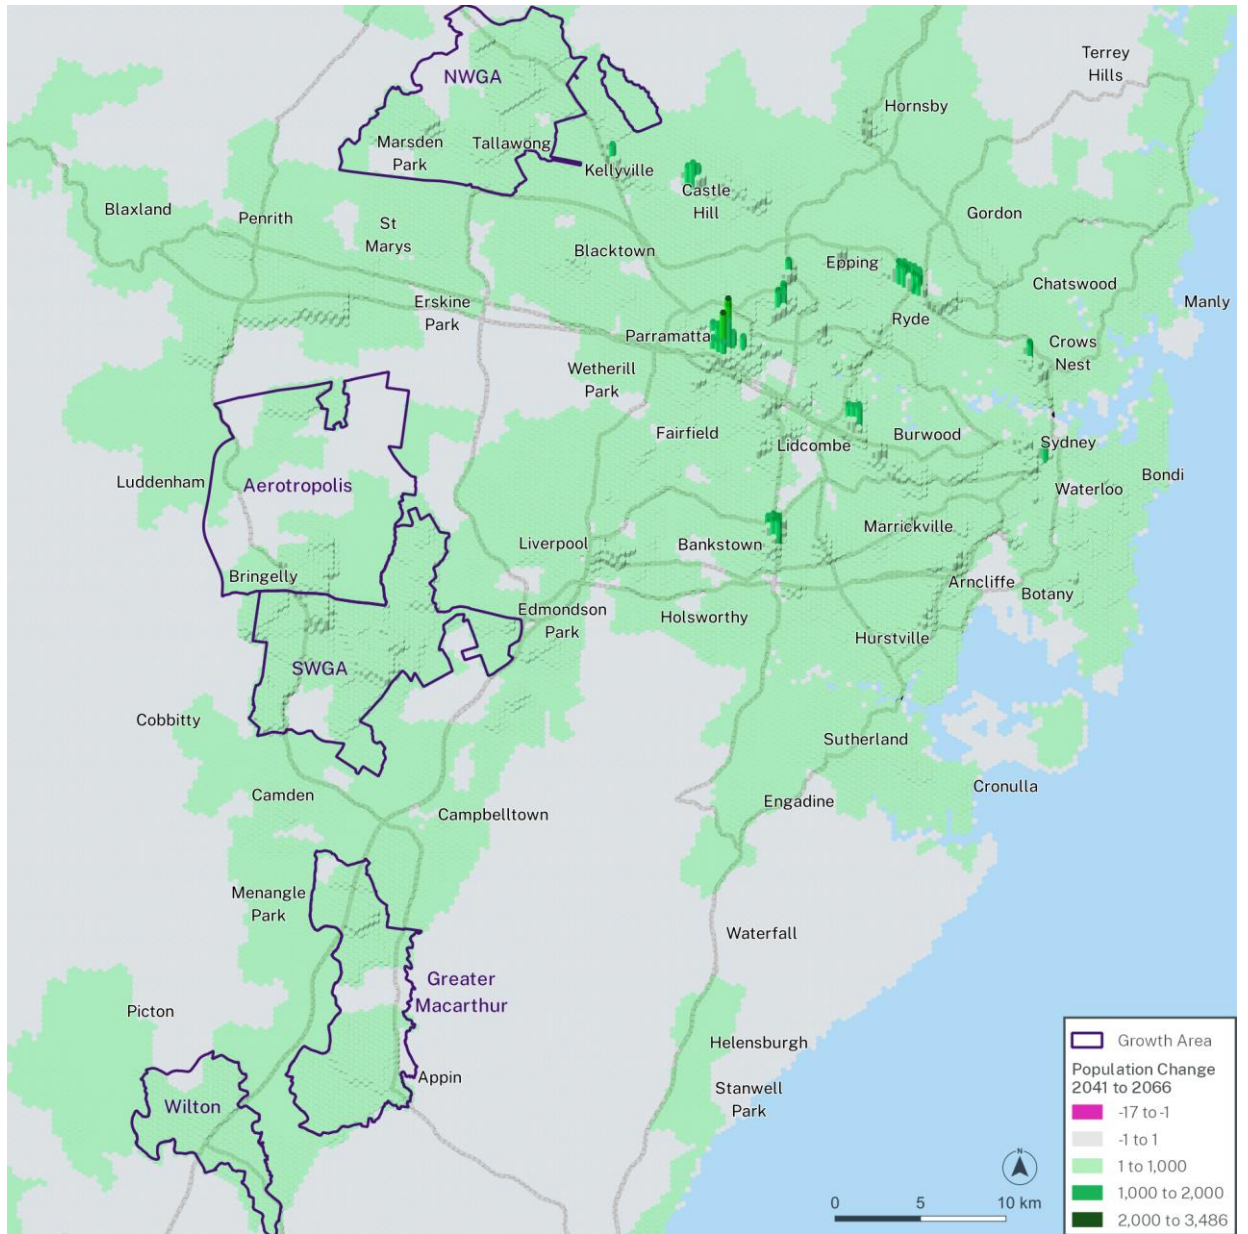 Terrey
Hills
NWGA
Hornsby
Marsden
Park
Tallawong
Kellyville
Castle
Hill
Blaxland
Penrith
St
Marys
Gordon
Blacktown
Epping
Chatswood
Manly
Erskine
Park
Ryde
Parramatta
Crows
Nest
Wetherill
Park
Fairfield
Lidcombe
Burwood
Sydney
Luddenham
Aerotropolis
Bondi
Waterloo
Marrickville
Liverpool
Bankstown
Bringelly
Arncliffe
Botany
Edmondson
Park
Holsworthy
Hurstville
SWGA
Cobbitty
Sutherland
Cronulla
Camden
Engadine
Campbelltown
Menangle
Park
Waterfall
Greater
Macarthur
Picton
Helensburgh
Appin
Stanwell
Park
Wilton
N
0 5 10 km
Growth Area
Population Change
2041 to 2066
-17 to -1
-1 to 1
1 to 1,000
1,000 to 2,000
2,000 to 3,486